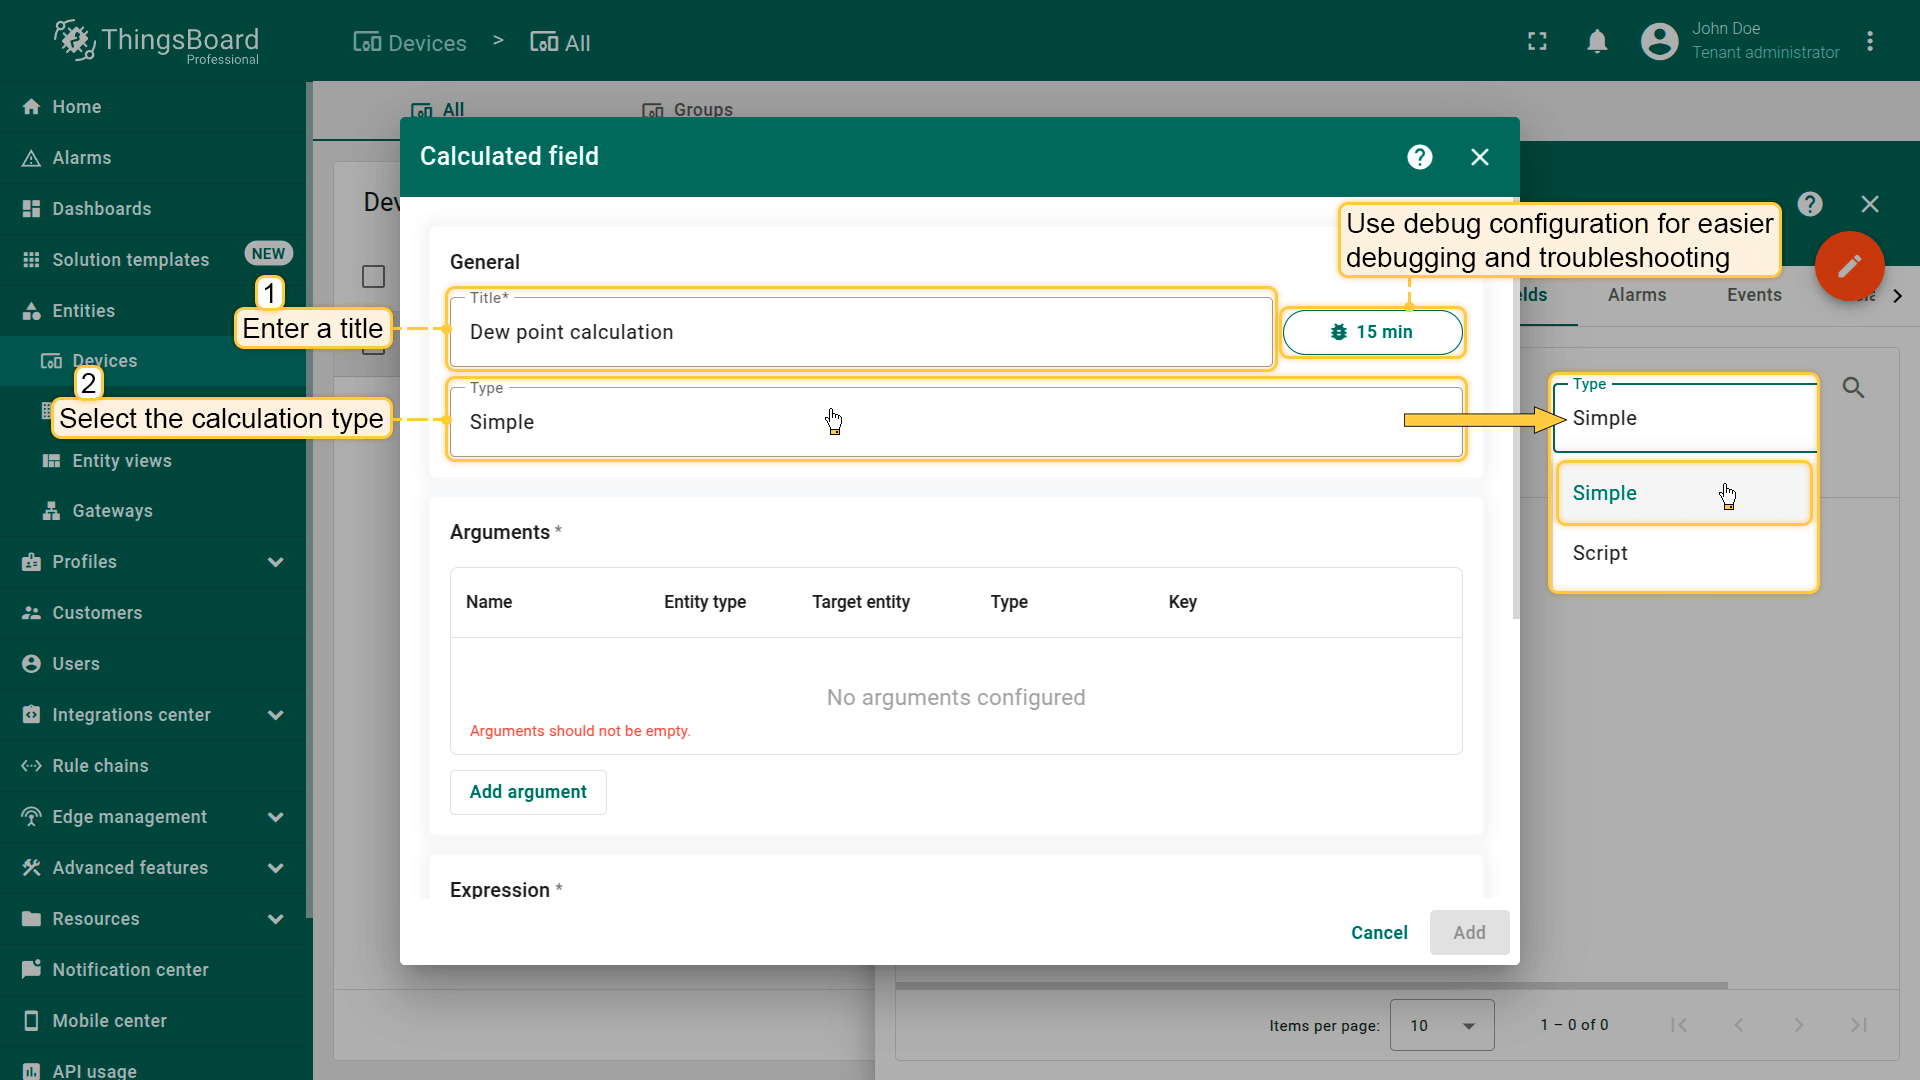 ThingsBoard
Professional
Devices > All
John Doe
Tenant administrator
Home
Alarms
Dashboards
Solution templates NEW
Entities
Devices
Entity views
Gateways
Profiles
Customers
Users
Integrations center
Rule chains
Edge management
Advanced features
Resources
Notification center
Mobile center
API usage
All
Groups
Dev
Calculated field
General
Title*
Dew point calculation
15 min
Type
Simple
Arguments *
Name Entity type Target entity Type Key
No arguments configured
Arguments should not be empty.
Add argument
Expression *
Cancel
Add
1
Enter a title
2
Select the calculation type
Use debug configuration for easier
debugging and troubleshooting
Alarms
Events
Type
Simple
Simple
Script
Items per page: 10 1 – 0 of 0